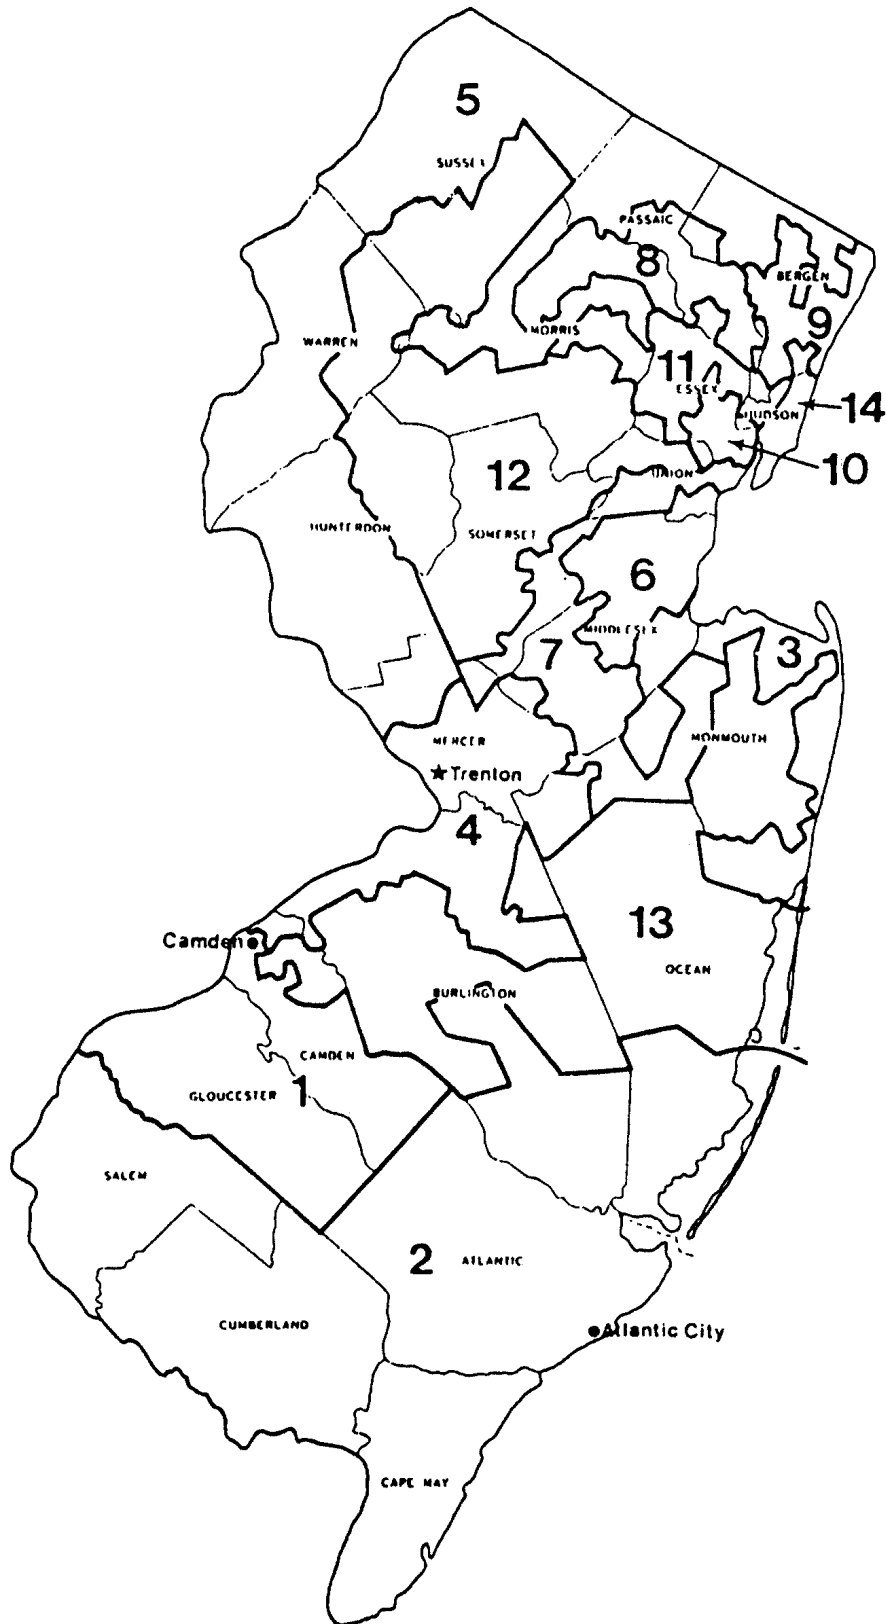 5
SUSSEX
PASSAIC
8
BERGEN
9
WARREN
MORRIS
11
ESSEX
HUDSON
14
10
12
UNION
HUNTERDON
SOMERSET
6
MIDDLESEX
7
3
MERCER
MONMOUTH
★Trenton
4
13
Camden
OCEAN
BURLINGTON
CAMDEN
1
GLOUCESTER
SALEM
2
ATLANTIC
CUMBERLAND
Atlantic City
CAPE MAY